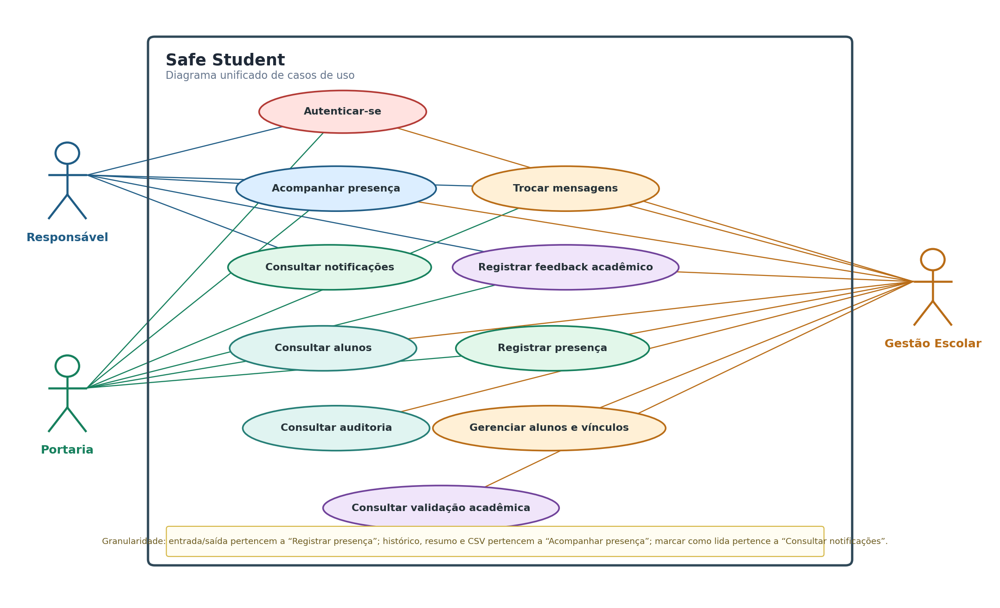 Safe Student
Diagrama unificado de casos de uso
Autenticar-se
Acompanhar presença
Trocar mensagens
Responsável
Consultar notificações
Registrar feedback acadêmico
Consultar alunos
Registrar presença
Gestão Escolar
Consultar auditoria
Gerenciar alunos e vínculos
Portaria
Consultar validação acadêmica
Granularidade: entrada/saída pertencem a “Registrar presença”; histórico, resumo e CSV pertencem a “Acompanhar presença”; marcar como lida pertence a “Consultar notificações”.